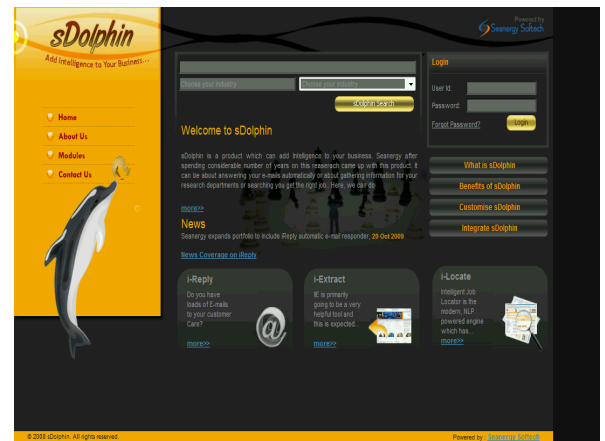 sDolphin
Add Intelligence to Your Business...
Powered by
Seanergy Softech
Home
About Us
Modules
Contact Us
Choose your industry
Choose your industry
sDolphin Search
Login
User Id:
Password:
Forgot Password?
Login
Welcome to sDolphin
sDolphin is a product which can add Intelligence to your business. Seanergy after
spending considerable number of years on this reaserach came up with this product. It
can be about answering your e-mails automatically or about gathering information for your
research departments or searching you get the right job. Here, we can do
more>>
News
Seanergy expands portfolio to include iReply automatic e-mail responder, 20 Oct 2009
News Coverage on iReply
What is sDolphin
Benefits of sDolphin
Customise sDolphin
Integrate sDolphin
i-Reply
Do you have
loads of E-mails
to your customer
Care?
more>>
i-Extract
IE is primarily
going to be a very
helpful tool and
this is expected...
more>>
i-Locate
Intelligent Job
Locator is the
modern, NLP
powered engine
which has...
more>>
© 2008 sDolphin. All rights reserved.
Powered by : Seanergy Softech